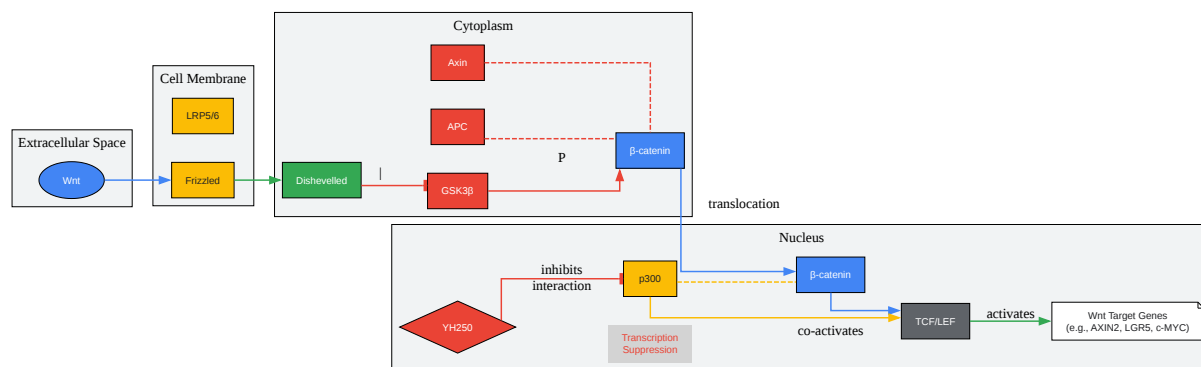 Cytoplasm
Axin
Cell Membrane
LRP5/6
APC
Extracellular Space
β-catenin
P
|
Wnt
Frizzled
Dishevelled
GSK3β
translocation
Nucleus
inhibits
interaction
p300
β-catenin
YH250
TCF/LEF
activates
Wnt Target Genes
(e.g., AXIN2, LGR5, c-MYC)
co-activates
Transcription
Suppression